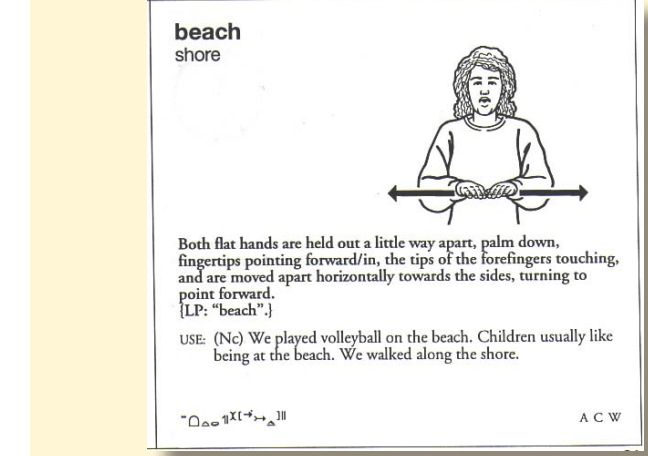 beach
shore
Both flat hands are held out a little way apart, palm down,
fingertips pointing forward/in, the tips of the forefingers touching,
and are moved apart horizontally towards the sides, turning to
point forward.
{LP: “beach”.}
USE: (Nc) We played volleyball on the beach. Children usually like
being at the beach. We walked along the shore.
A C W